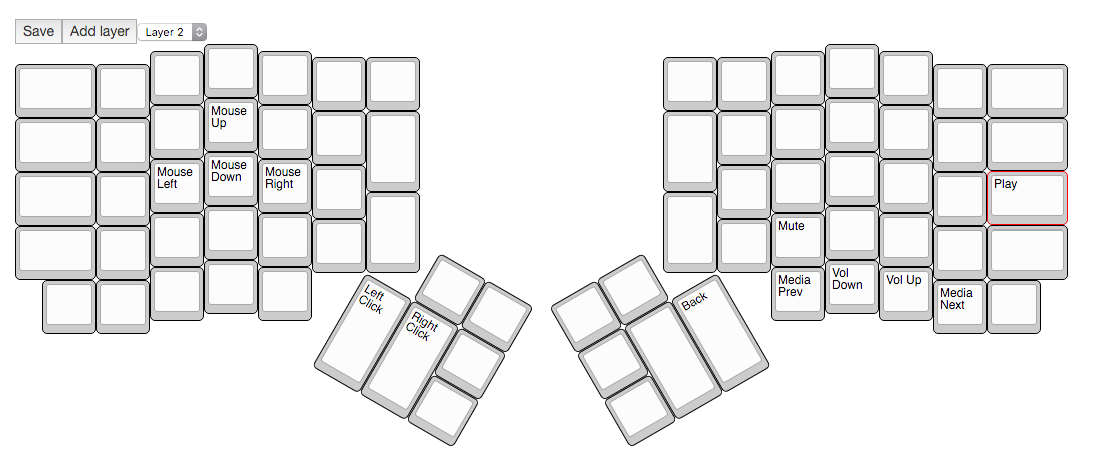 Save
Add layer
Layer 2
Mouse
Up
Mouse
Left
Mouse
Down
Mouse
Right
Left
Click
Right
Click
Play
Mute
Media
Prev
Vol
Down
Vol Up
Media
Next
Back